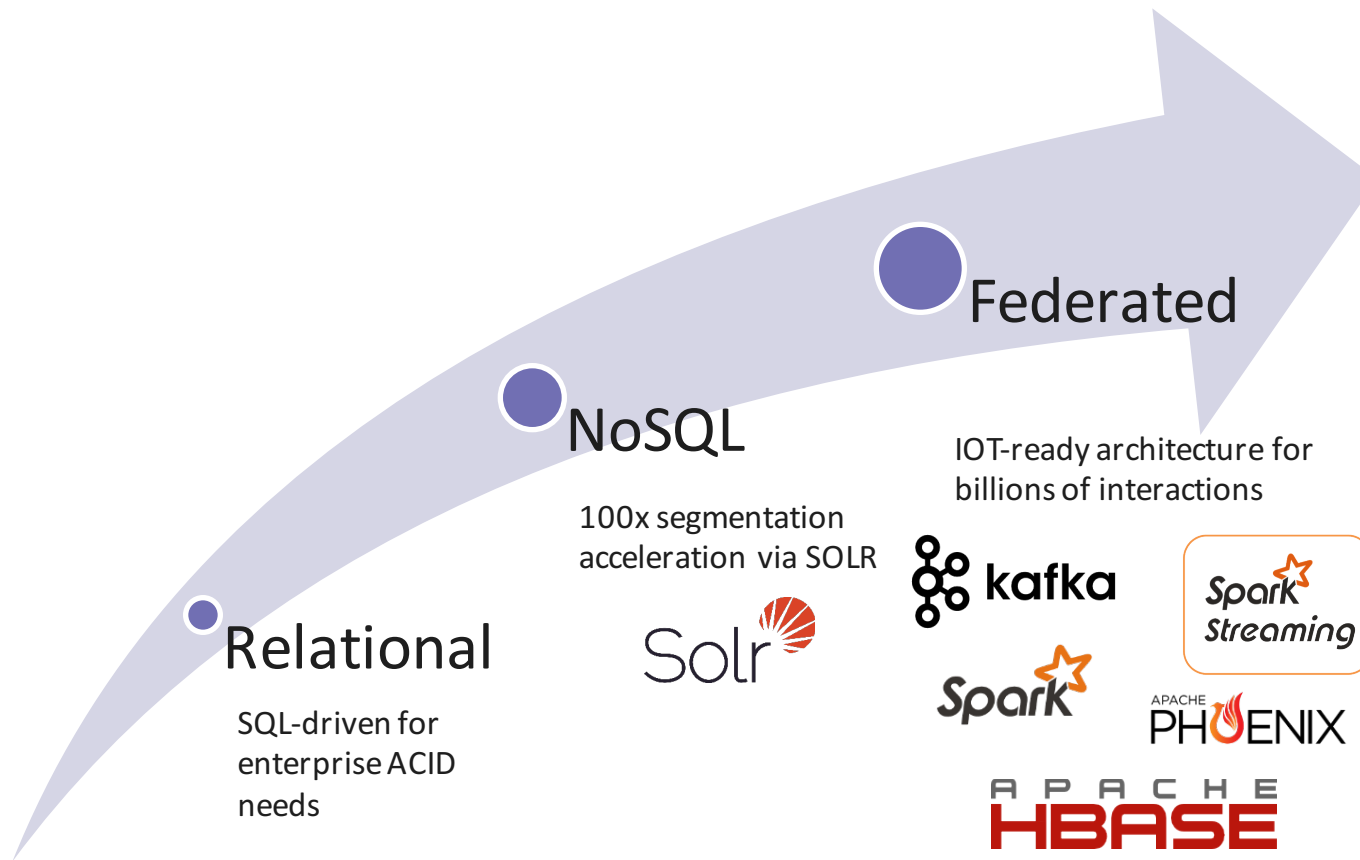 Federated
NoSQL
IOT-ready architecture for
billions of interactions
100x segmentation
acceleration via SOLR
kafka
Spark
Streaming
Solr
Relational
Spark
APACHE
PHOENIX
SQL-driven for
enterprise ACID
needs
APACHE
HBASE